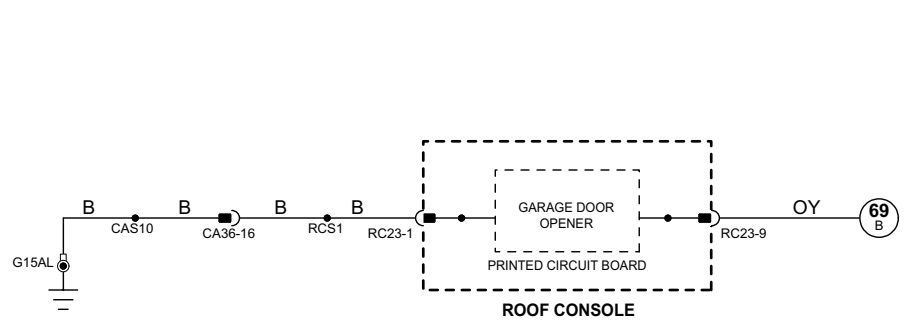 B
B
B
B
OY
69
B
CAS10
CA36-16
RCS1
RC23-1
GARAGE DOOR
OPENER
RC23-9
G15AL
PRINTED CIRCUIT BOARD
ROOF CONSOLE